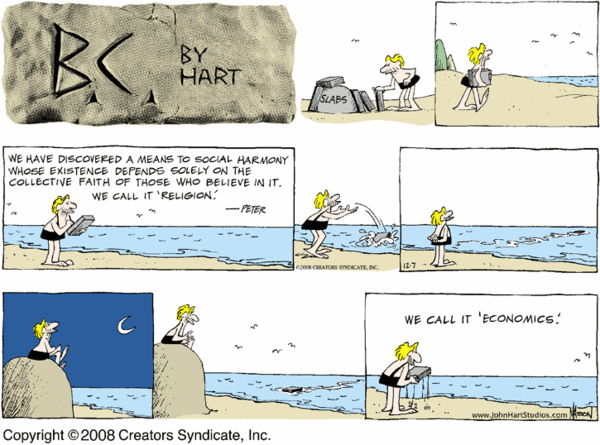 B.C.
BY
HART
SLABS
WE HAVE DISCOVERED A MEANS TO SOCIAL HARMONY
WHOSE EXISTENCE DEPENDS SOLELY ON THE
COLLECTIVE FAITH OF THOSE WHO BELIEVE IN IT.
WE CALL IT 'RELIGION.'
—PETER
©2008 CREATORS SYNDICATE, INC.
12·7
WE CALL IT 'ECONOMICS.'
www.JohnHartStudios.com
MASON
Copyright © 2008 Creators Syndicate, Inc.